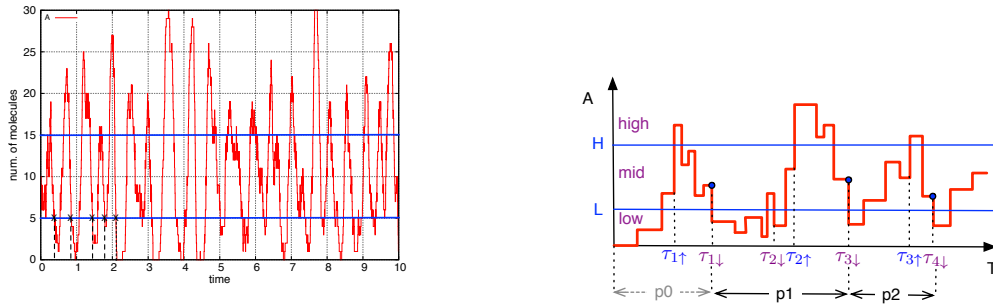 A
30
25
20
15
10
5
0
num. of molecules
0 1 2 3 4 5 6 7 8 9 10
time
A
high
H
mid
L
low
τ1↑ τ1↓ τ2↓ τ2↑ τ3↓ τ3↑ τ4↓ T
p0 p1 p2